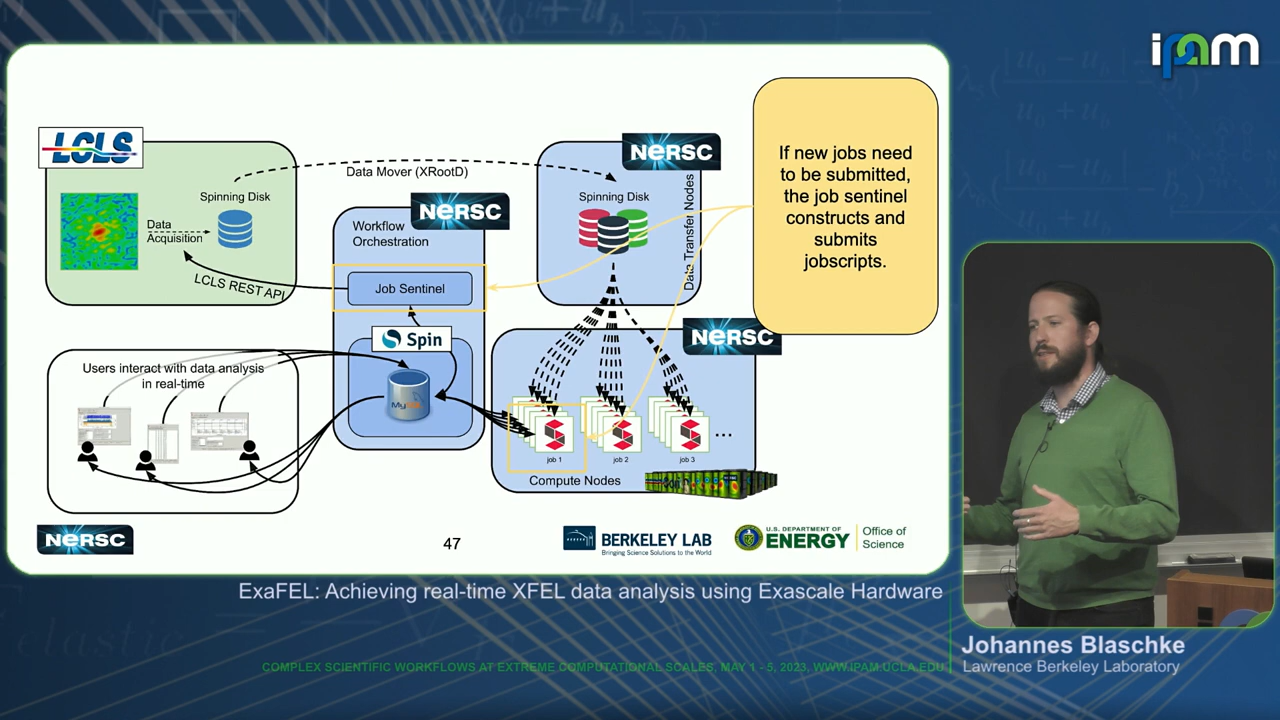 ipam
LCLS
Spinning Disk
Data
Acquisition
LCLS REST API
Data Mover (XRootD)
NERSC
Workflow
Orchestration
Job Sentinel
Spin
NERSC
Spinning Disk
Data Transfer Nodes
If new jobs need
to be submitted,
the job sentinel
constructs and
submits
jobscripts.
Users interact with data analysis
in real-time
NERSC
job 1
job 2
job 3
...
Compute Nodes
NERSC
47
BERKELEY LAB
Bringing Science Solutions to the World
U.S. DEPARTMENT OF
ENERGY
Office of
Science
ExaFEL: Achieving real-time XFEL data analysis using Exascale Hardware
Johannes Blaschke
Lawrence Berkeley Laboratory
COMPLEX SCIENTIFIC WORKFLOWS AT EXTREME COMPUTATIONAL SCALES, MAY 1 - 5, 2023, WWW.IPAM.UCLA.EDU